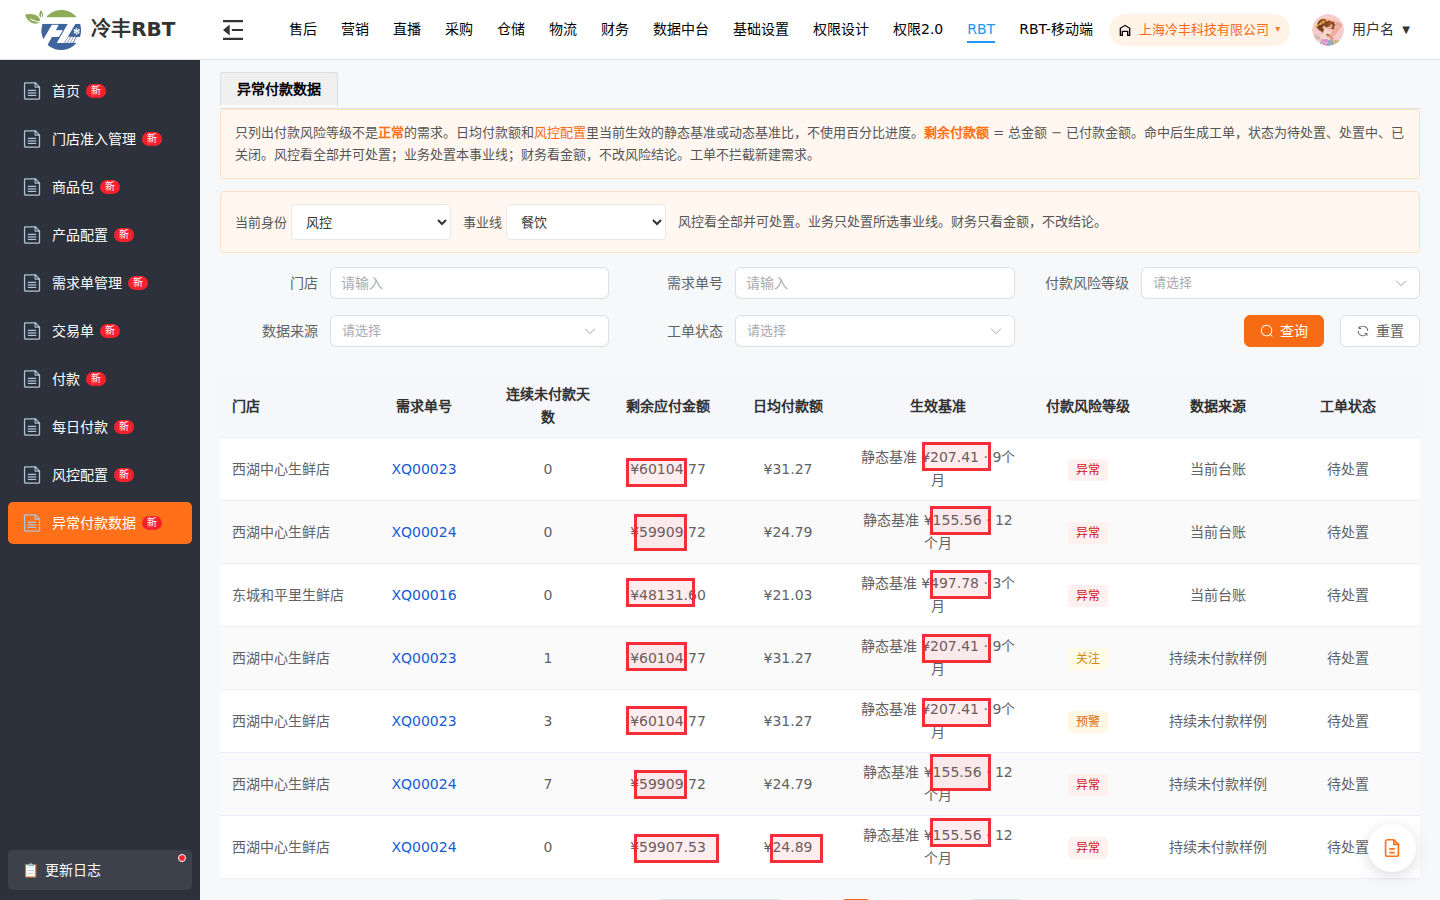 冷丰RBT
售后 营销 直播 采购 仓储 物流 财务 数据中台 基础设置 权限设计 权限2.0 RBT RBT-移动端 上海冷丰科技有限公司 ▾ 用户名 ▼
首页 新
门店准入管理 新
商品包 新
产品配置 新
需求单管理 新
交易单 新
付款 新
每日付款 新
风控配置 新
异常付款数据 新
更新日志
异常付款数据
只列出付款风险等级不是正常的需求。日均付款额和风控配置里当前生效的静态基准或动态基准比，不使用百分比进度。剩余应付款额 = 总金额 − 已付款金额。命中后生成工单，状态为待处置、处置中、已
关闭。风控看全部并可处置；业务处置本事业线；财务看金额，不改风险结论。工单不拦截新建需求。
当前身份 风控 事业线 餐饮 风控看全部并可处置。业务只处置所选事业线。财务只看金额，不改结论。
门店 请输入 需求单号 请输入 付款风险等级 请选择
数据来源 请选择 工单状态 请选择 查询 重置
门店 需求单号 连续未付款天数 剩余应付金额 日均付款额 生效基准 付款风险等级 数据来源 工单状态
西湖中心生鲜店 XQ00023 0 ¥60104.77 ¥31.27 静态基准 ¥207.41 · 9个月 异常 当前台账 待处置
西湖中心生鲜店 XQ00024 0 ¥59909.72 ¥24.79 静态基准 ¥155.56 · 12个月 异常 当前台账 待处置
东城和平里生鲜店 XQ00016 0 ¥48131.60 ¥21.03 静态基准 ¥497.78 · 3个月 异常 当前台账 待处置
西湖中心生鲜店 XQ00023 1 ¥60104.77 ¥31.27 静态基准 ¥207.41 · 9个月 关注 持续未付款样例 待处置
西湖中心生鲜店 XQ00023 3 ¥60104.77 ¥31.27 静态基准 ¥207.41 · 9个月 预警 持续未付款样例 待处置
西湖中心生鲜店 XQ00024 7 ¥59909.72 ¥24.79 静态基准 ¥155.56 · 12个月 异常 持续未付款样例 待处置
西湖中心生鲜店 XQ00024 0 ¥59907.53 ¥24.89 静态基准 ¥155.56 · 12个月 异常 持续未付款样例 待处置